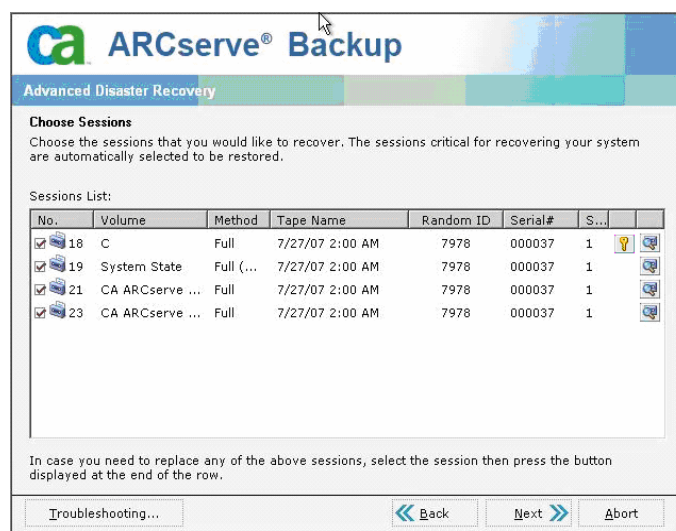 ca ARCserve® Backup
Advanced Disaster Recovery
Choose Sessions
Choose the sessions that you would like to recover. The sessions critical for recovering your system
are automatically selected to be restored.
Sessions List:
No. Volume Method Tape Name Random ID Serial# S...
18 C Full 7/27/07 2:00 AM 7978 000037 1
19 System State Full (... 7/27/07 2:00 AM 7978 000037 1
21 CA ARCserve ... Full 7/27/07 2:00 AM 7978 000037 1
23 CA ARCserve ... Full 7/27/07 2:00 AM 7978 000037 1
In case you need to replace any of the above sessions, select the session then press the button
displayed at the end of the row.
Troubleshooting... Back Next Abort